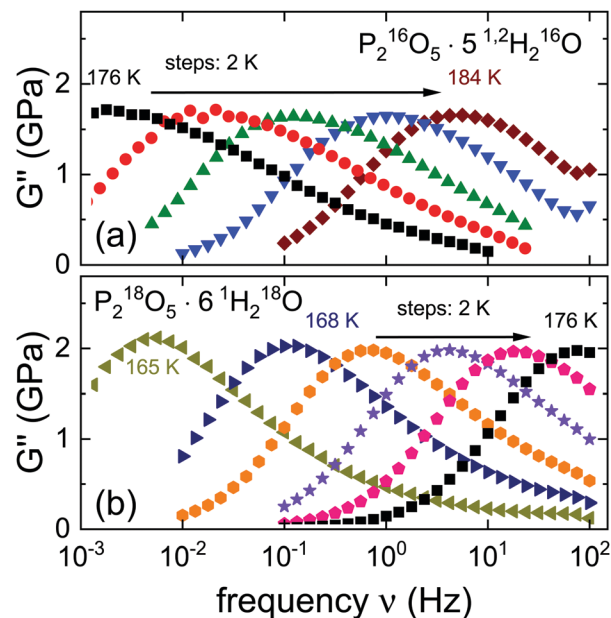 P₂¹⁶O₅ · 5 ¹,²H₂¹⁶O
176 K
steps: 2 K
184 K
2
1
0
G" (GPa)
(a)
P₂¹⁸O₅ · 6 ¹H₂¹⁸O
168 K
steps: 2 K
176 K
165 K
2
1
0
G" (GPa)
(b)
10⁻³ 10⁻² 10⁻¹ 10⁰ 10¹ 10²
frequency ν (Hz)